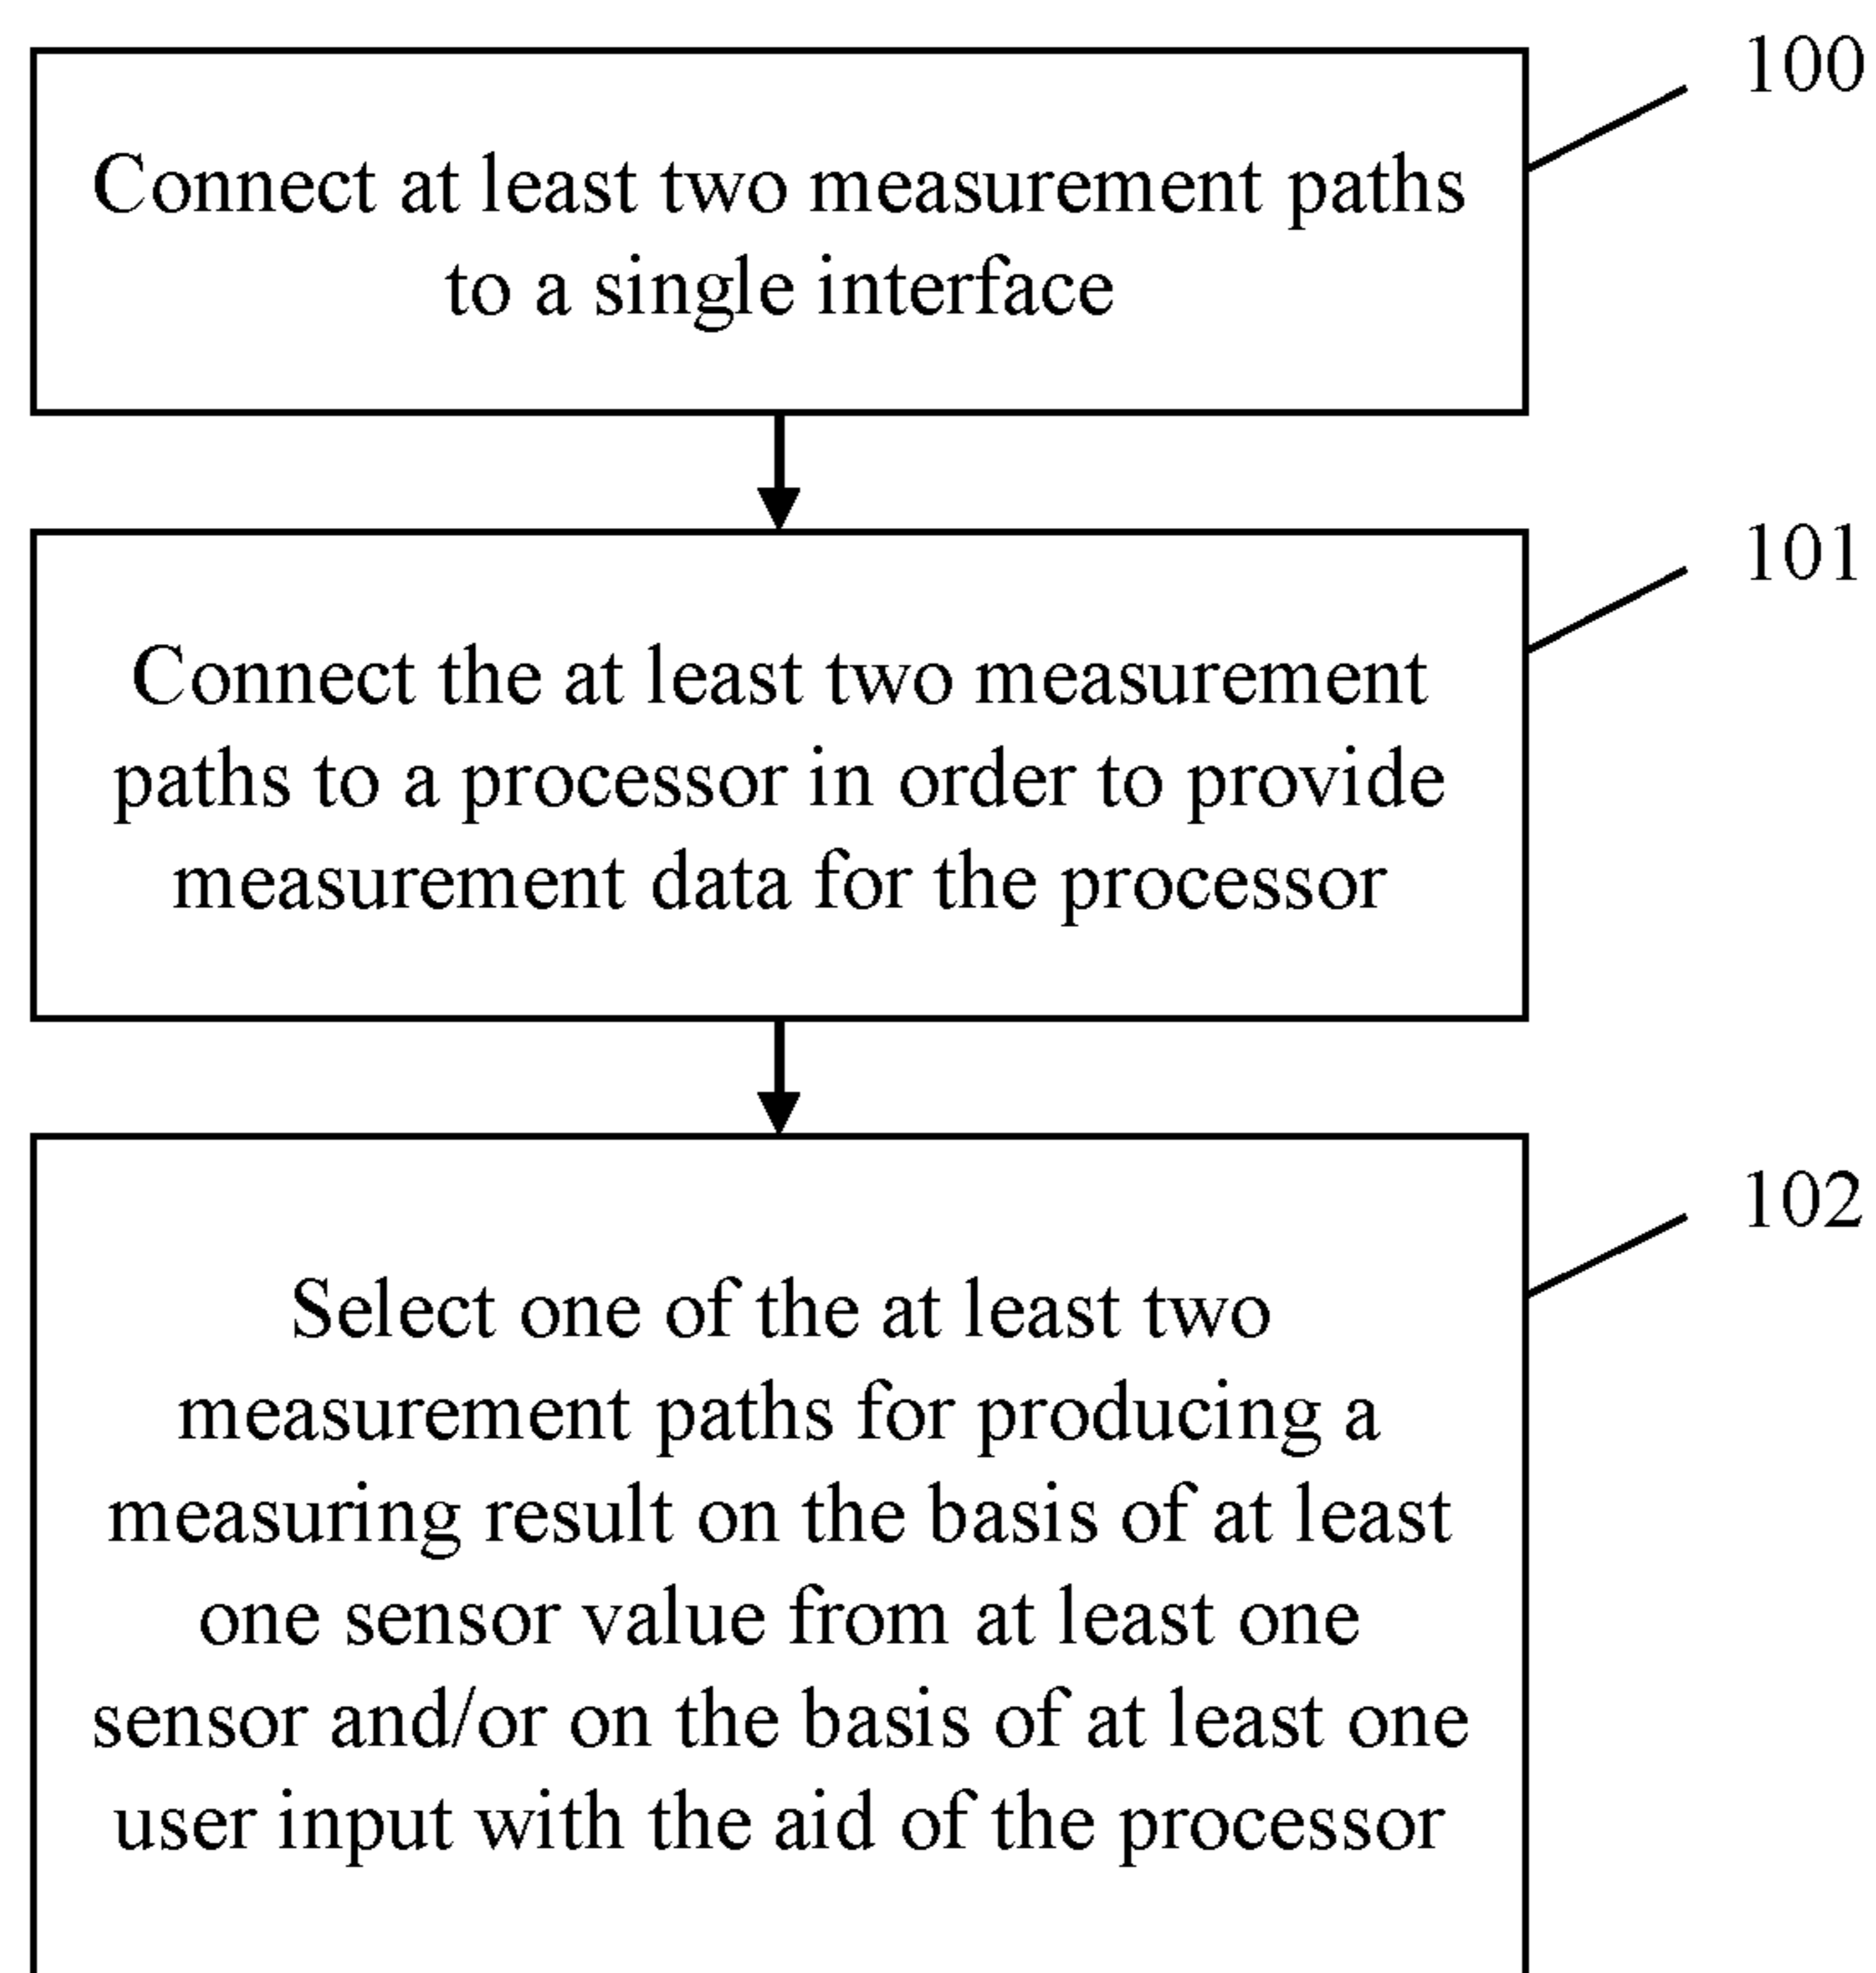 100
Connect at least two measurement paths
to a single interface
101
Connect the at least two measurement
paths to a processor in order to provide
measurement data for the processor
102
Select one of the at least two
measurement paths for producing a
measuring result on the basis of at least
one sensor value from at least one
sensor and/or on the basis of at least one
user input with the aid of the processor